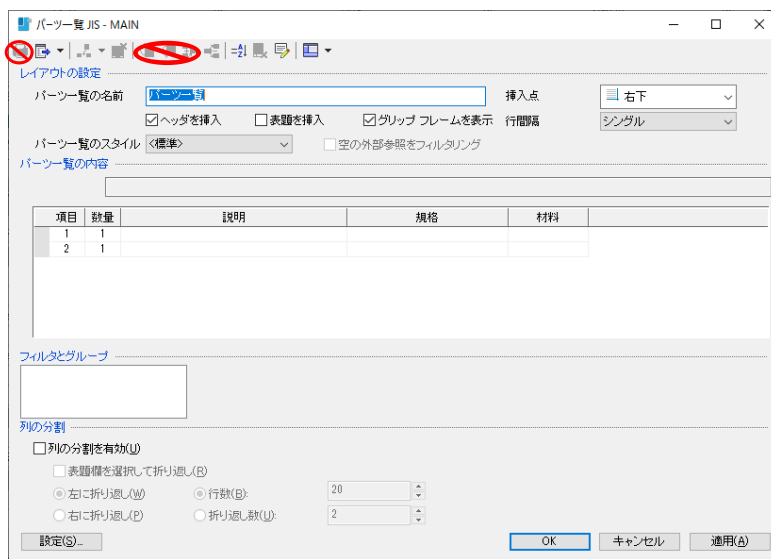 パーツ一覧 JIS - MAIN
レイアウトの設定
パーツ一覧の名前 パーツ一覧 挿入点 右下
ヘッダを挿入 表題を挿入 グリップ フレームを表示 行間隔 シングル
パーツ一覧のスタイル <標準> 空の外部参照をフィルタリング
パーツ一覧の内容
項目 数量 説明 規格 材料
1 1
2 1
フィルタとグループ
列の分割
列の分割を有効(U)
表題欄を選択して折り返し(R)
左に折り返し(W) 行数(B): 20
右に折り返し(P) 折り返し数(U): 2
設定(S)... OK キャンセル 適用(A)